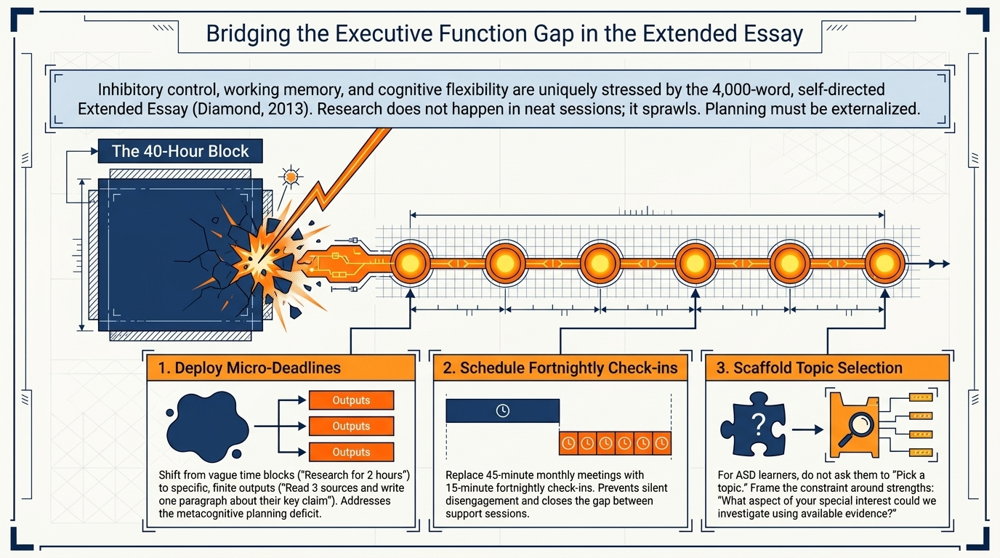 Bridging the Executive Function Gap in the Extended Essay
Inhibitory control, working memory, and cognitive flexibility are uniquely stressed by the 4,000-word, self-directed
Extended Essay (Diamond, 2013). Research does not happen in neat sessions; it sprawls. Planning must be externalized.
The 40-Hour Block
1. Deploy Micro-Deadlines
Outputs
Outputs
Outputs
Shift from vague time blocks ("Research for 2 hours")
to specific, finite outputs ("Read 3 sources and write
one paragraph about their key claim"). Addresses
the metacognitive planning deficit.
2. Schedule Fortnightly Check-ins
Replace 45-minute monthly meetings with
15-minute fortnightly check-ins. Prevents silent
disengagement and closes the gap between
support sessions.
3. Scaffold Topic Selection
?
For ASD learners, do not ask them to "Pick a
topic." Frame the constraint around strengths:
"What aspect of your special interest could we
investigate using available evidence?"